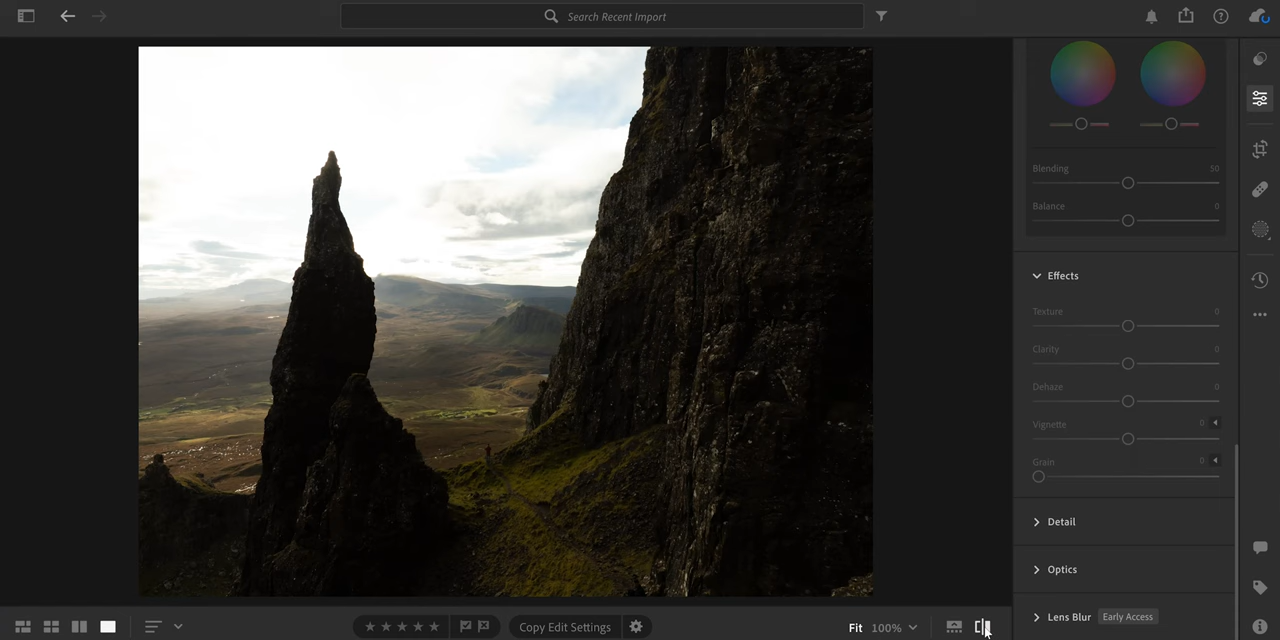 Search Recent Import
Blending 50
Balance 0
Effects
Texture 0
Clarity 0
Dehaze 0
Vignette 0
Grain 0
Detail
Optics
Lens Blur Early Access
Copy Edit Settings
Fit 100%